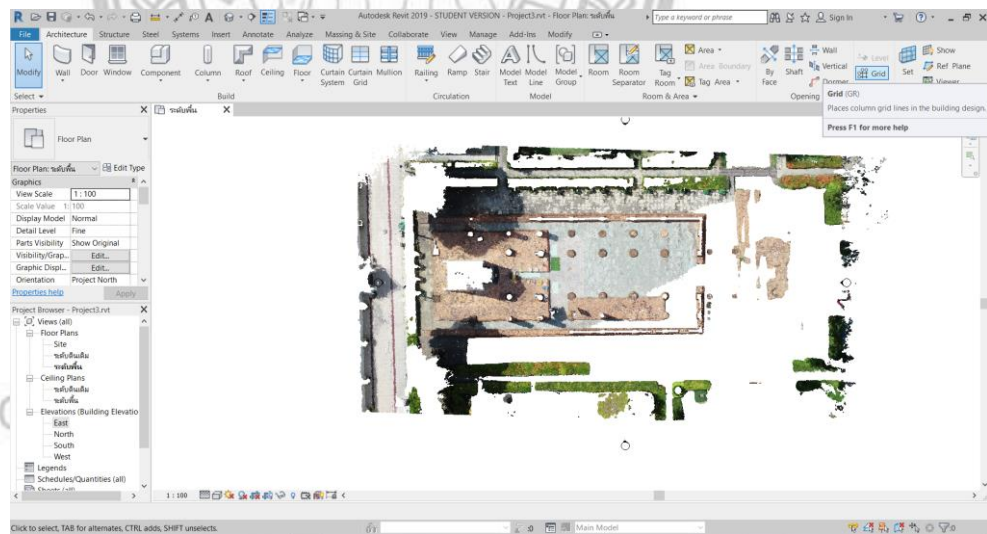 Autodesk Revit 2019 - STUDENT VERSION - Project3.rvt - Floor Plan: ระดับพื้น
Type a keyword or phrase
Sign In
File Architecture Structure Steel Systems Insert Annotate Analyze Massing & Site Collaborate View Manage Add-Ins Modify
Modify Wall Door Window Component Column Roof Ceiling Floor Curtain System Curtain Grid Mullion Railing Ramp Stair Model Text Model Line Model Group Room Room Separator Tag Room
Area
Area Boundary
Tag Area
By Face Shaft Wall Vertical Dormer
Level
Grid
Set Show Ref Plane Viewer
Select Build Circulation Model Room & Area Opening
Grid (GR)
Places column grid lines in the building design.
Press F1 for more help
Properties
ระดับพื้น
Floor Plan
Floor Plan: ระดับพื้น Edit Type
Graphics
View Scale 1 : 100
Scale Value 1: 100
Display Model Normal
Detail Level Fine
Parts Visibility Show Original
Visibility/Grap... Edit...
Graphic Displ... Edit...
Orientation Project North
Properties help Apply
Project Browser - Project3.rvt
Views (all)
Floor Plans
Site
ระดับดินเดิม
ระดับพื้น
Ceiling Plans
ระดับดินเดิม
ระดับพื้น
Elevations (Building Elevatio
East
North
South
West
Legends
Schedules/Quantities (all)
Sheets (all)
1 : 100
Click to select, TAB for alternates, CTRL adds, SHIFT unselects.
:0
Main Model
:0